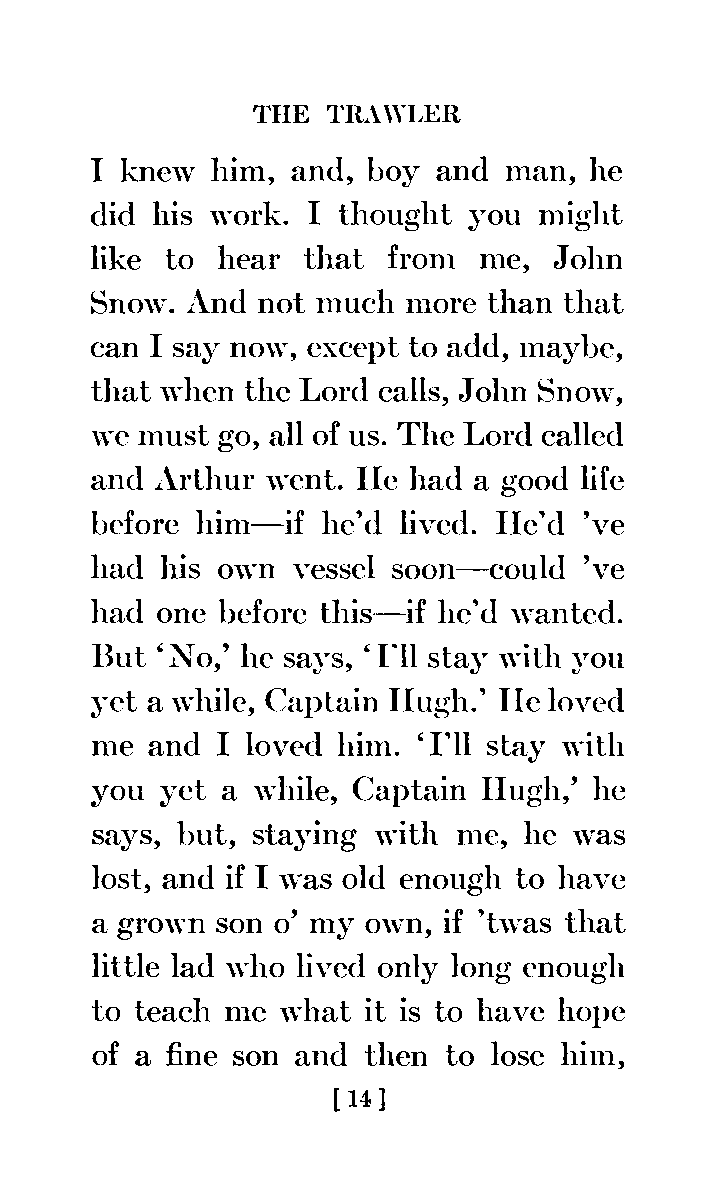 THE TRAWLER
I knew him, and, boy and man, he
did his work. I thought you might
like to hear that from me, John
Snow. And not much more than that
can I say now, except to add, maybe,
that when the Lord calls, John Snow,
we must go, all of us. The Lord called
and Arthur went. He had a good life
before him—if he'd lived. He'd 've
had his own vessel soon—could 've
had one before this—if he'd wanted.
But ‘No,’ he says, ‘I'll stay with you
yet a while, Captain Hugh.’ He loved
me and I loved him. ‘I'll stay with
you yet a while, Captain Hugh,’ he
says, but, staying with me, he was
lost, and if I was old enough to have
a grown son o’ my own, if ’twas that
little lad who lived only long enough
to teach me what it is to have hope
of a fine son and then to lose him,
[ 14 ]